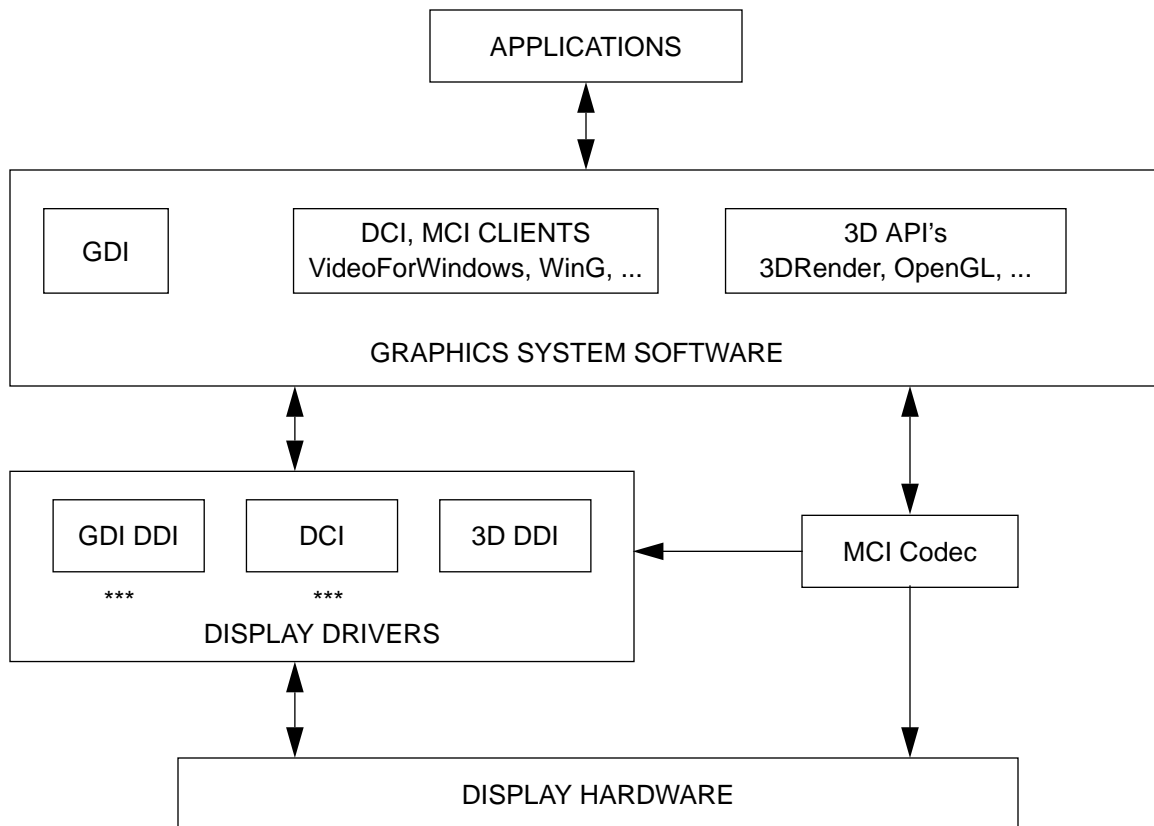 APPLICATIONS
GDI
DCI, MCI CLIENTS
VideoForWindows, WinG, ...
3D API's
3DRender, OpenGL, ...
GRAPHICS SYSTEM SOFTWARE
GDI DDI
DCI
3D DDI
***
***
DISPLAY DRIVERS
MCI Codec
DISPLAY HARDWARE